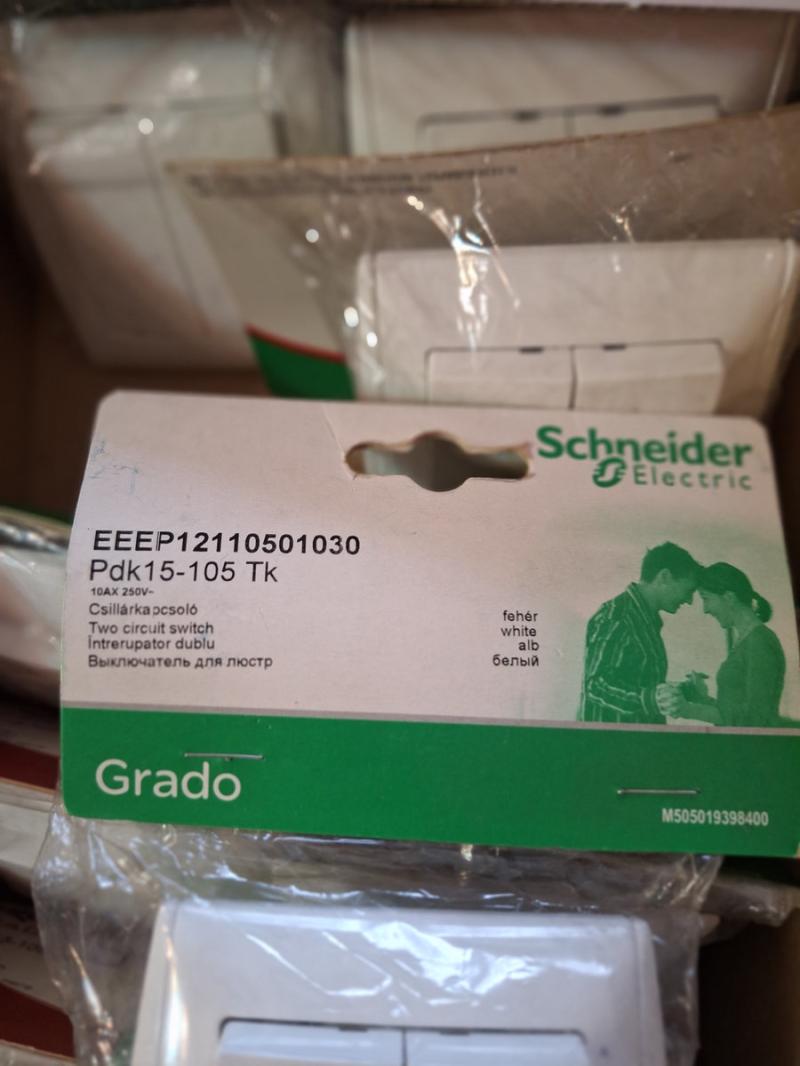 Schneider
Electric
EEEP12110501030
Pdk15-105 Tk
10AX 250V~
Csillárkapcsoló
Two circuit switch
Întrerupator dublu
Выключатель для люстр
fehér
white
alb
белый
Grado
M505019398400